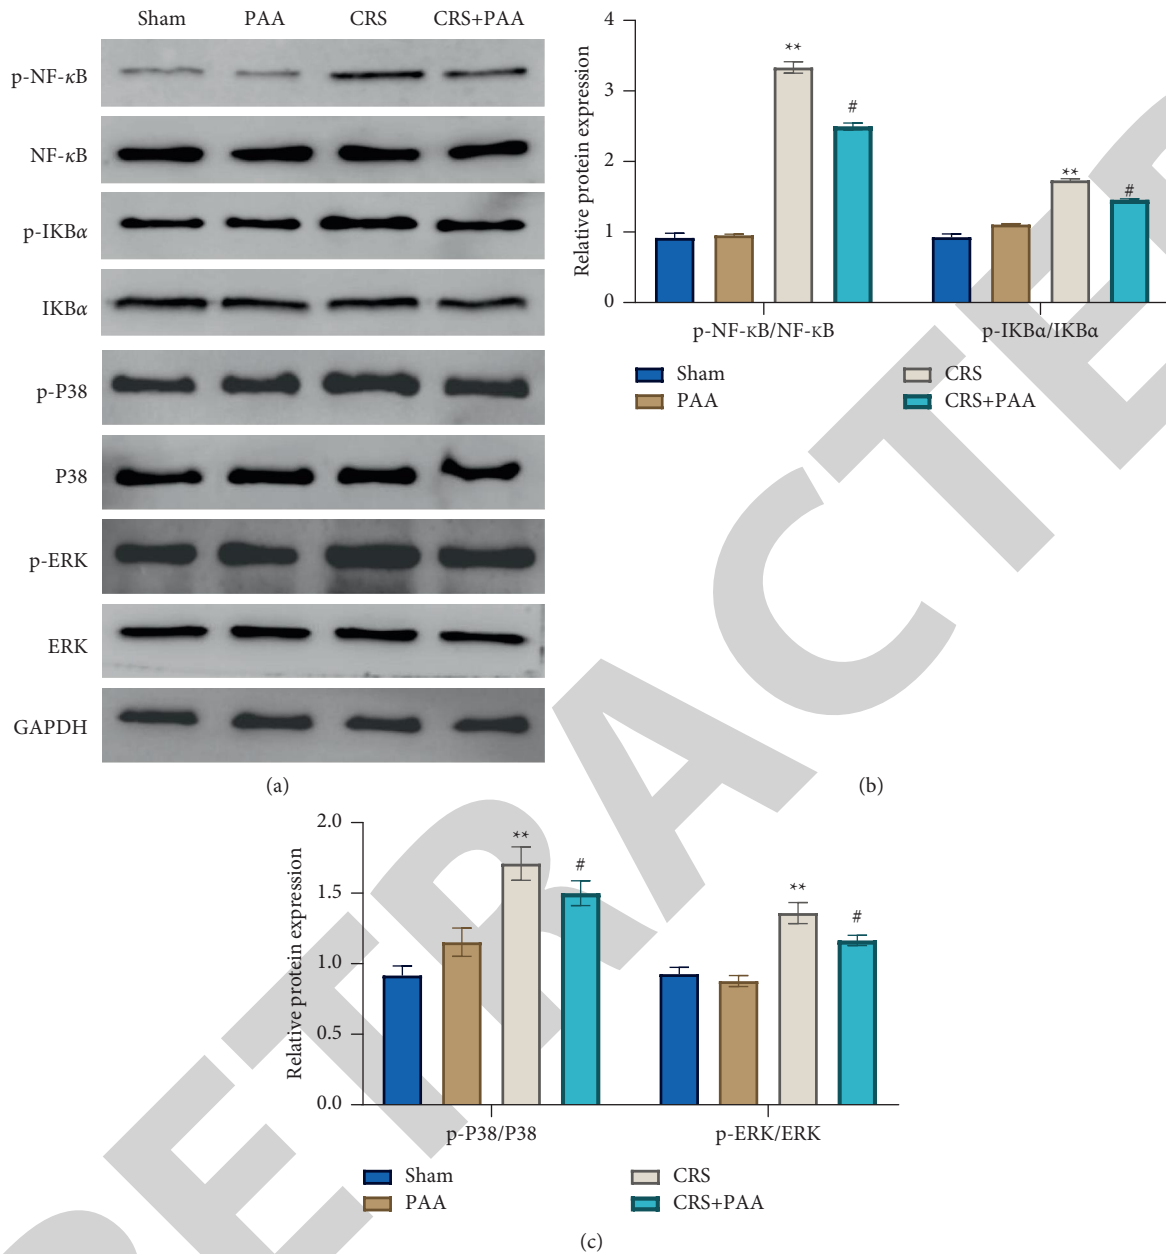 Sham PAA CRS CRS+PAA
p-NF-κB
NF-κB
p-IKBα
IKBα
p-P38
P38
p-ERK
ERK
GAPDH
(a)
Relative protein expression
4
3
2
1
0
**
#
**
#
p-NF-κB/NF-κB p-IKBα/IKBα
Sham CRS
PAA CRS+PAA
(b)
Relative protein expression
2.0
1.5
1.0
0.5
0.0
**
#
**
#
p-P38/P38 p-ERK/ERK
Sham CRS
PAA CRS+PAA
(c)
RETRACTED